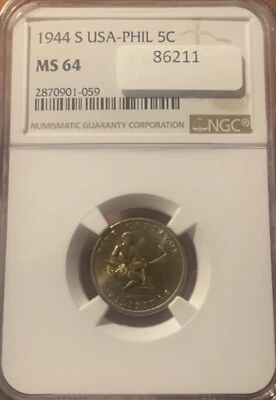 1944 S USA-PHIL 5C
MS 64
86211
2870901-059
NUMISMATIC GUARANTY CORPORATION
NGC